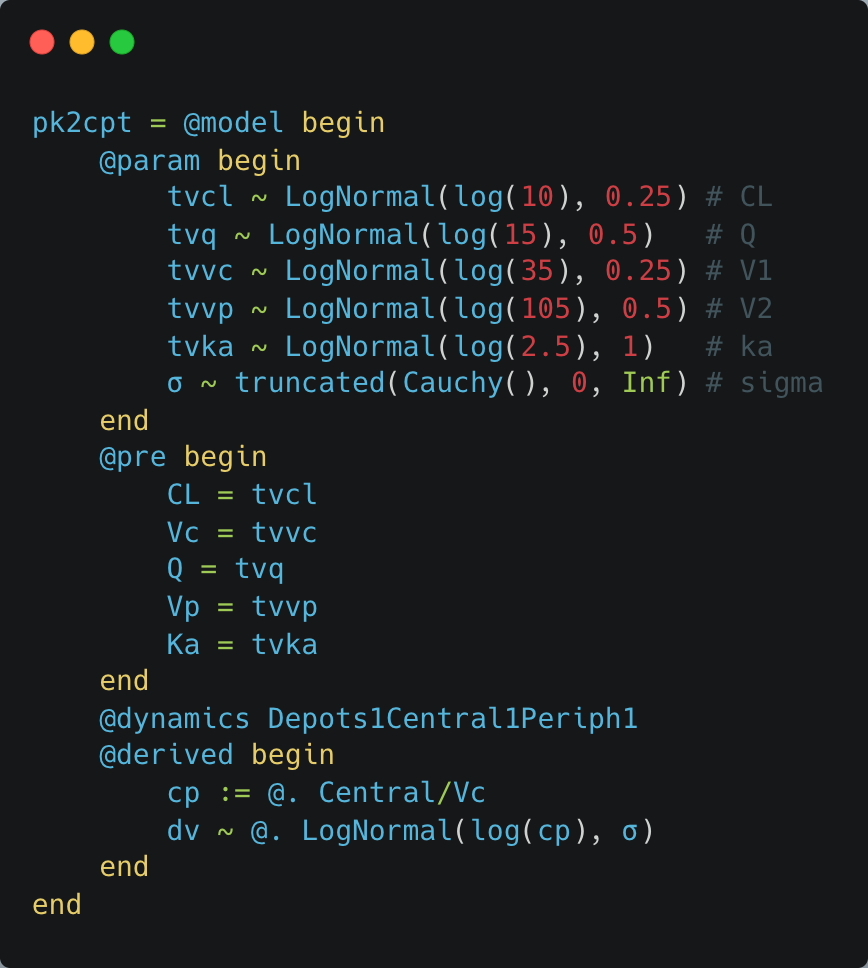 pk2cpt = @model begin
    @param begin
        tvcl ~ LogNormal(log(10), 0.25) # CL
        tvq ~ LogNormal(log(15), 0.5)   # Q
        tvvc ~ LogNormal(log(35), 0.25) # V1
        tvvp ~ LogNormal(log(105), 0.5) # V2
        tvka ~ LogNormal(log(2.5), 1)   # ka
        σ ~ truncated(Cauchy(), 0, Inf) # sigma
    end
    @pre begin
        CL = tvcl
        Vc = tvvc
        Q = tvq
        Vp = tvvp
        Ka = tvka
    end
    @dynamics Depots1Central1Periph1
    @derived begin
        cp := @. Central/Vc
        dv ~ @. LogNormal(log(cp), σ)
    end
end